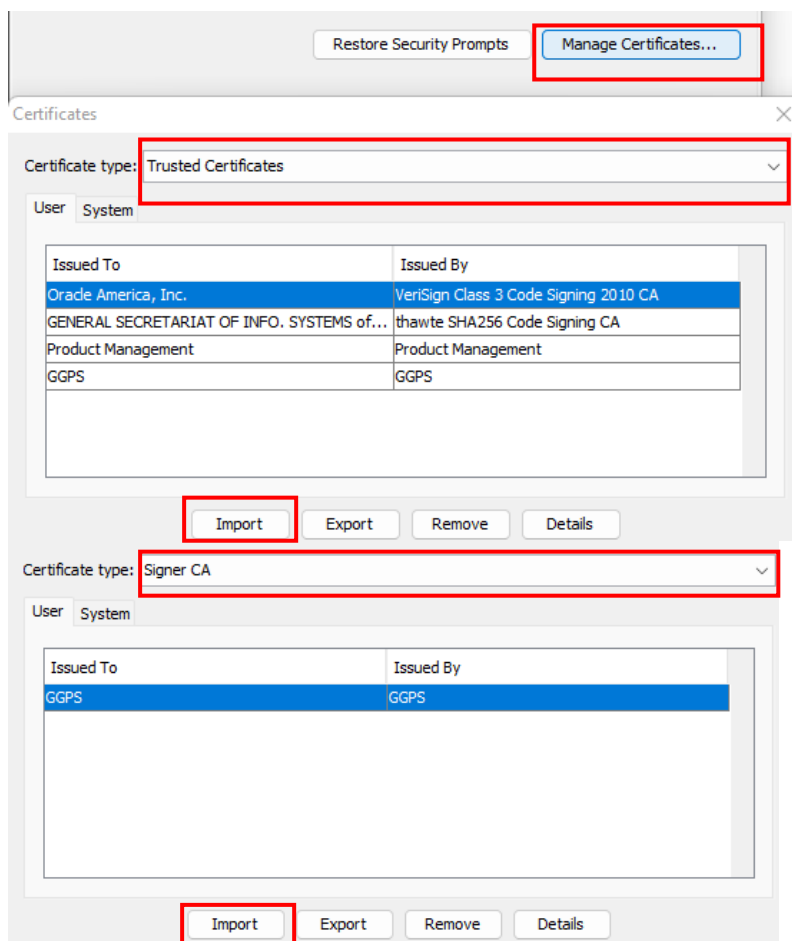 Restore Security Prompts Manage Certificates...
Certificates
Certificate type: Trusted Certificates
User System
Issued To Issued By
Oracle America, Inc. VeriSign Class 3 Code Signing 2010 CA
GENERAL SECRETARIAT OF INFO. SYSTEMS of... thawte SHA256 Code Signing CA
Product Management Product Management
GGPS GGPS
Import Export Remove Details
Certificate type: Signer CA
User System
Issued To Issued By
GGPS GGPS
Import Export Remove Details